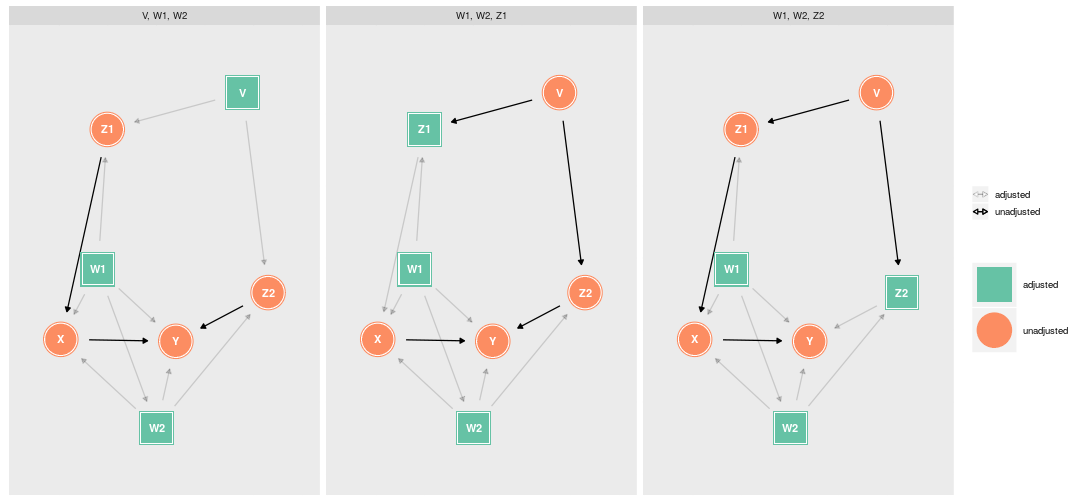 V, W1, W2
W1, W2, Z1
W1, W2, Z2
V
Z1
W1
Z2
X
Y
W2
V
Z1
W1
Z2
X
Y
W2
V
Z1
W1
Z2
X
Y
W2
adjusted
unadjusted
adjusted
unadjusted